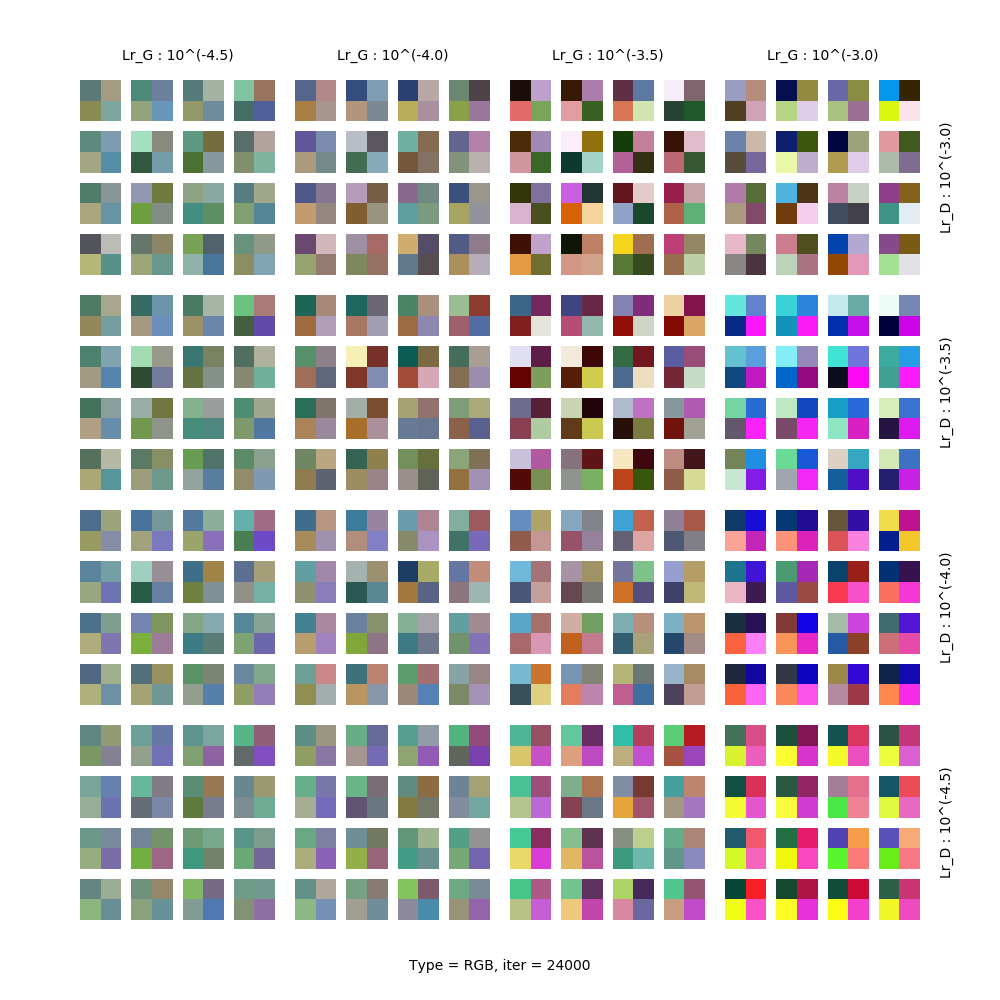 Lr_G : 10^(-4.5)
Lr_G : 10^(-4.0)
Lr_G : 10^(-3.5)
Lr_G : 10^(-3.0)
Lr_D : 10^(-3.0)
Lr_D : 10^(-3.5)
Lr_D : 10^(-4.0)
Lr_D : 10^(-4.5)
Type = RGB, iter = 24000